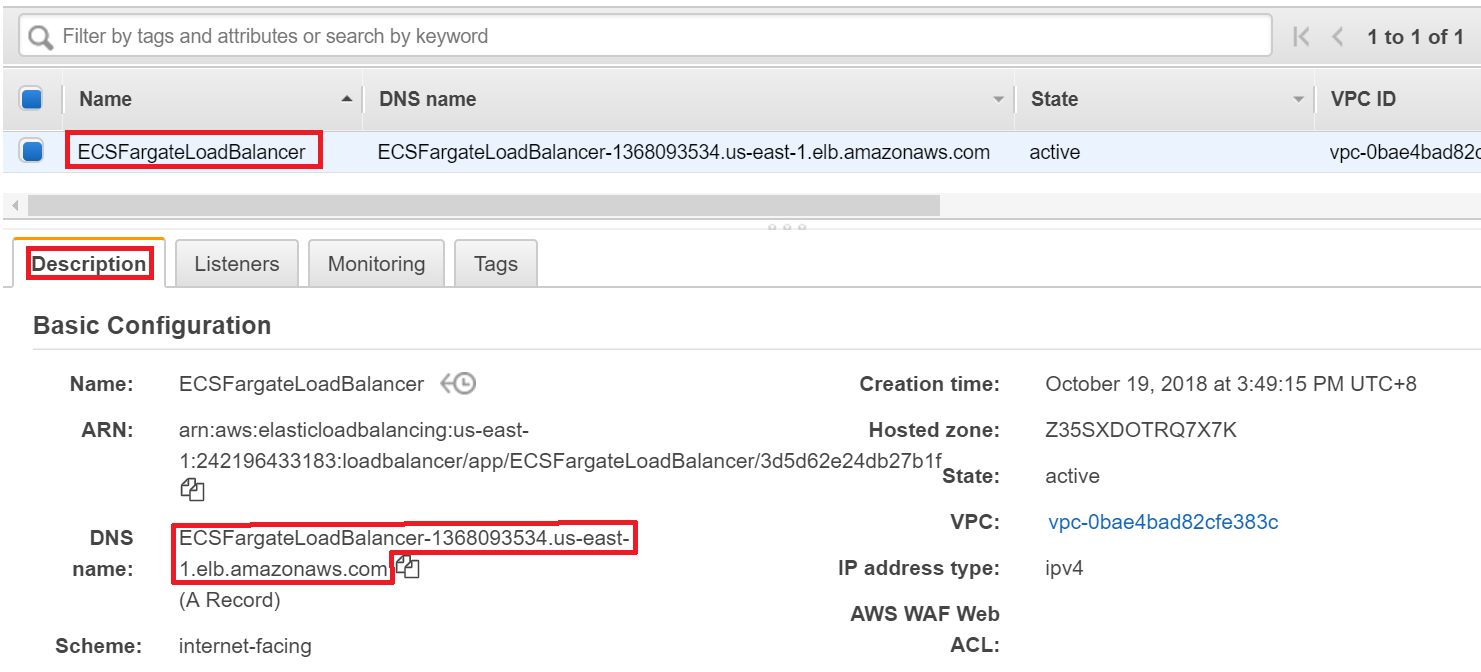 Filter by tags and attributes or search by keyword
1 to 1 of 1
Name DNS name State VPC ID
ECSFargateLoadBalancer ECSFargateLoadBalancer-1368093534.us-east-1.elb.amazonaws.com active vpc-0bae4bad82c
Description Listeners Monitoring Tags
Basic Configuration
Name: ECSFargateLoadBalancer
ARN: arn:aws:elasticloadbalancing:us-east-
1:242196433183:loadbalancer/app/ECSFargateLoadBalancer/3d5d62e24db27b1f
DNS ECSFargateLoadBalancer-1368093534.us-east-
name: 1.elb.amazonaws.com
(A Record)
Scheme: internet-facing
Creation time: October 19, 2018 at 3:49:15 PM UTC+8
Hosted zone: Z35SXDOTRQ7X7K
State: active
VPC: vpc-0bae4bad82cfe383c
IP address type: ipv4
AWS WAF Web
ACL: